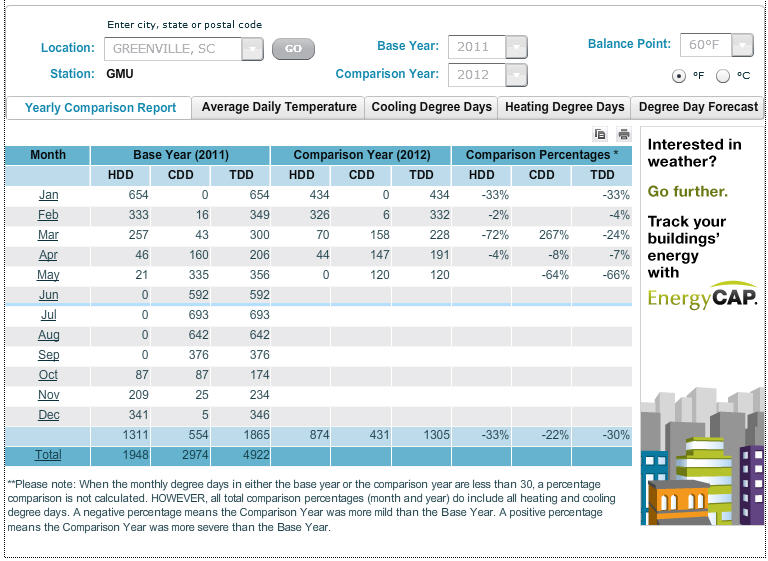 Enter city, state or postal code
Location: GREENVILLE, SC GO Base Year: 2011 Balance Point: 60°F
Station: GMU Comparison Year: 2012 °F °C
Yearly Comparison Report Average Daily Temperature Cooling Degree Days Heating Degree Days Degree Day Forecast
Month Base Year (2011) Comparison Year (2012) Comparison Percentages *
HDD CDD TDD HDD CDD TDD HDD CDD TDD
Jan 654 0 654 434 0 434 -33% -33%
Feb 333 16 349 326 6 332 -2% -4%
Mar 257 43 300 70 158 228 -72% 267% -24%
Apr 46 160 206 44 147 191 -4% -8% -7%
May 21 335 356 0 120 120 -64% -66%
Jun 0 592 592
Jul 0 693 693
Aug 0 642 642
Sep 0 376 376
Oct 87 87 174
Nov 209 25 234
Dec 341 5 346
1311 554 1865 874 431 1305 -33% -22% -30%
Total 1948 2974 4922
**Please note: When the monthly degree days in either the base year or the comparison year are less than 30, a percentage
comparison is not calculated. HOWEVER, all total comparison percentages (month and year) do include all heating and cooling
degree days. A negative percentage means the Comparison Year was more mild than the Base Year. A positive percentage
means the Comparison Year was more severe than the Base Year.
Interested in
weather?
Go further.
Track your
buildings'
energy
with
EnergyCAP.